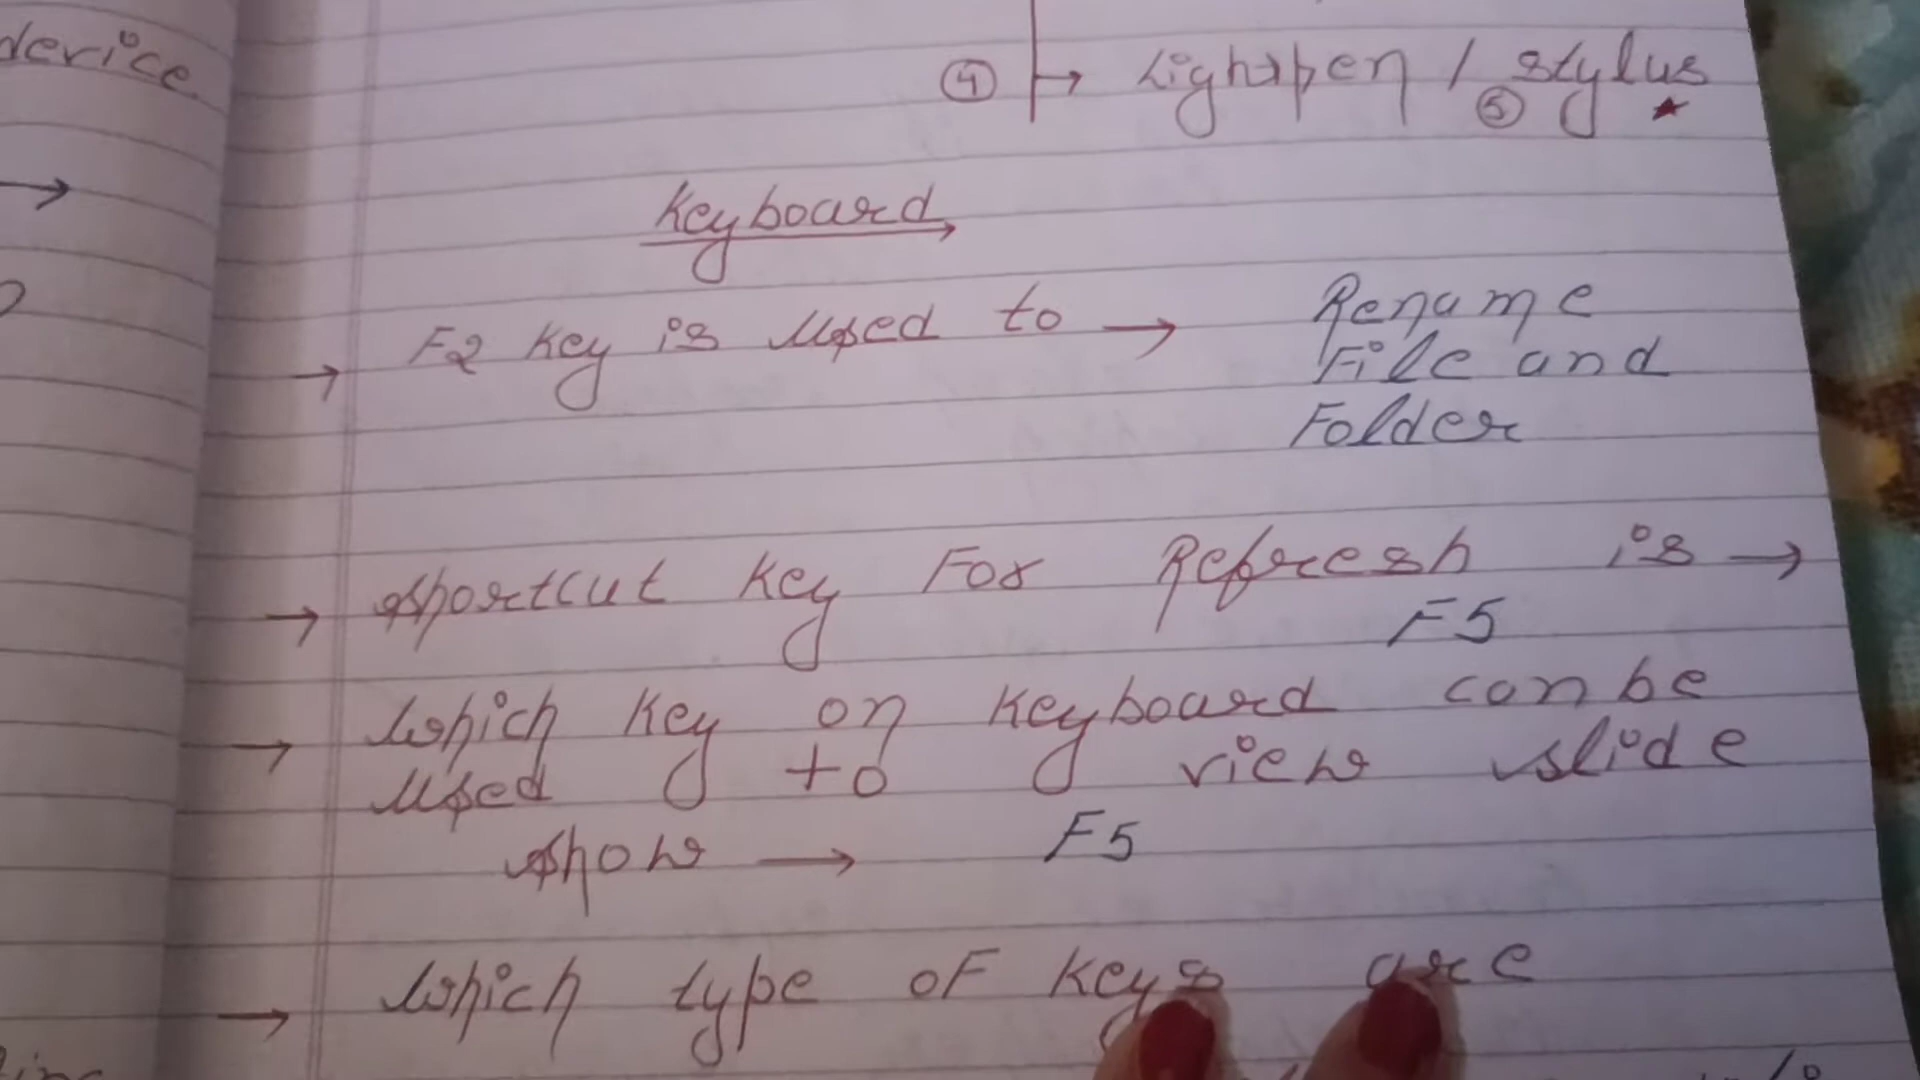 device
④ → Lightpen / stylus
⑤ ★
Keyboard
→ F2 Key is used to → Rename
File and
Folder
→ shortcut key For Refresh is →
F5
→ which key on keyboard can be
used to view slide
show → F5
→ which type of keys are